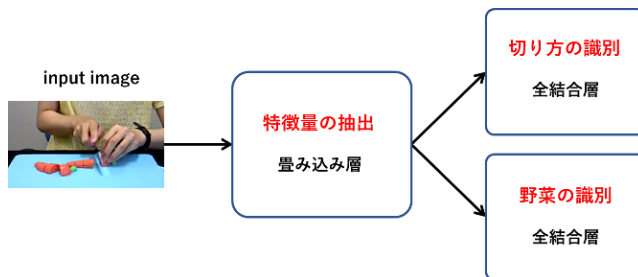 input image
特徴量の抽出
畳み込み層
切り方の識別
全結合層
野菜の識別
全結合層